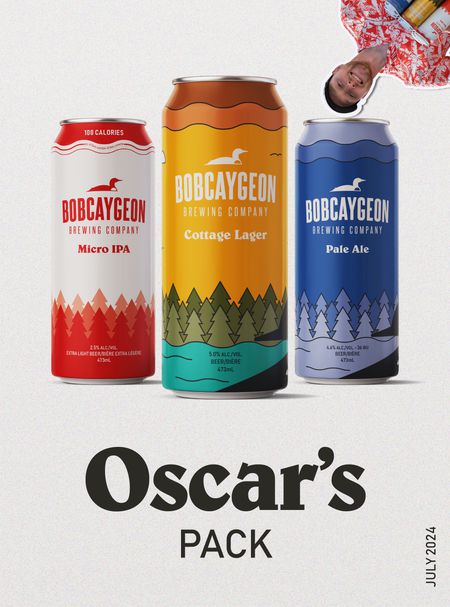 100 CALORIES
BOBCAYGEON
BREWING COMPANY
Micro IPA
2.5% ALC/VOL.
EXTRA LIGHT BEER/BIÈRE EXTRA LÉGÈRE
473mL
BOBCAYGEON
BREWING COMPANY
Cottage Lager
5.0% ALC/VOL.
BEER/BIÈRE
473mL
BOBCAYGEON
BREWING COMPANY
Pale Ale
BEER/BIÈRE
473mL
Oscar's
PACK
JULY 2024